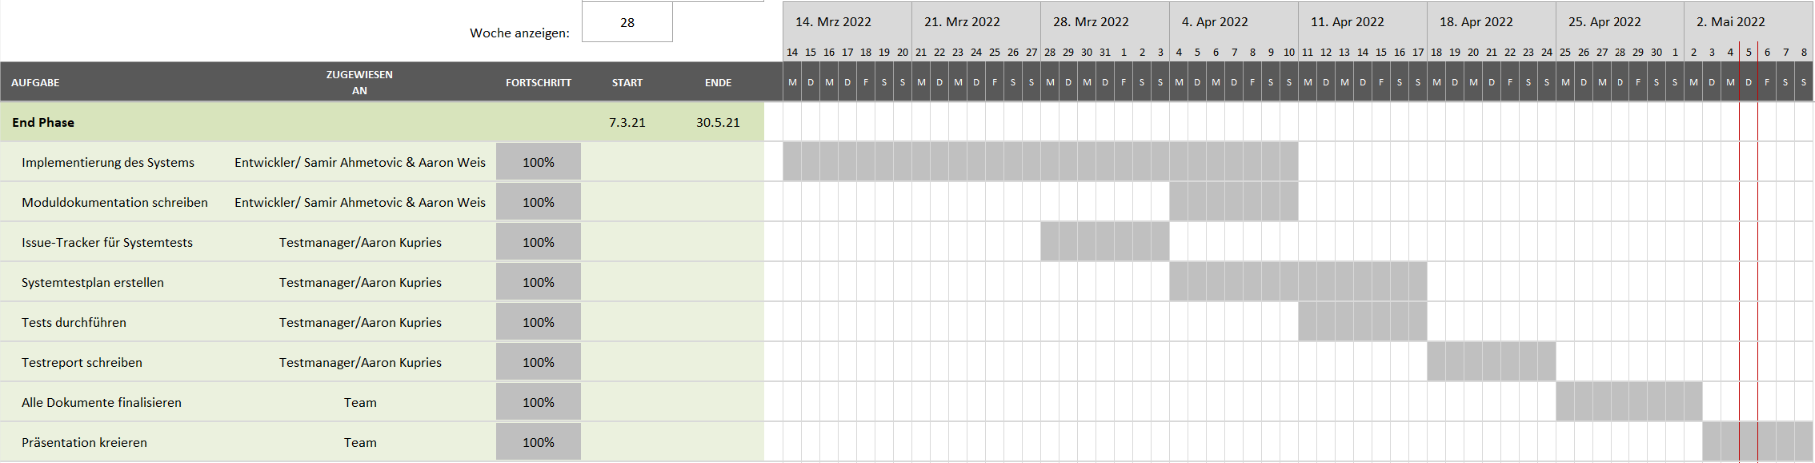 14. Mrz 2022 21. Mrz 2022 28. Mrz 2022 4. Apr 2022 11. Apr 2022 18. Apr 2022 25. Apr 2022 2. Mai 2022
Woche anzeigen: 28
14 15 16 17 18 19 20 21 22 23 24 25 26 27 28 29 30 31 1 2 3 4 5 6 7 8 9 10 11 12 13 14 15 16 17 18 19 20 21 22 23 24 25 26 27 28 29 30 1 2 3 4 5 6 7 8
AUFGABE ZUGEWIESEN AN FORTSCHRITT START ENDE M D M D F S S M D M D F S S M D M D F S S M D M D F S S M D M D F S S M D M D F S S M D M D F S S M D M D F S S
End Phase 7.3.21 30.5.21
Implementierung des Systems Entwickler/ Samir Ahmetovic & Aaron Weis 100%
Moduldokumentation schreiben Entwickler/ Samir Ahmetovic & Aaron Weis 100%
Issue-Tracker für Systemtests Testmanager/Aaron Kupries 100%
Systemtestplan erstellen Testmanager/Aaron Kupries 100%
Tests durchführen Testmanager/Aaron Kupries 100%
Testreport schreiben Testmanager/Aaron Kupries 100%
Alle Dokumente finalisieren Team 100%
Präsentation kreieren Team 100%